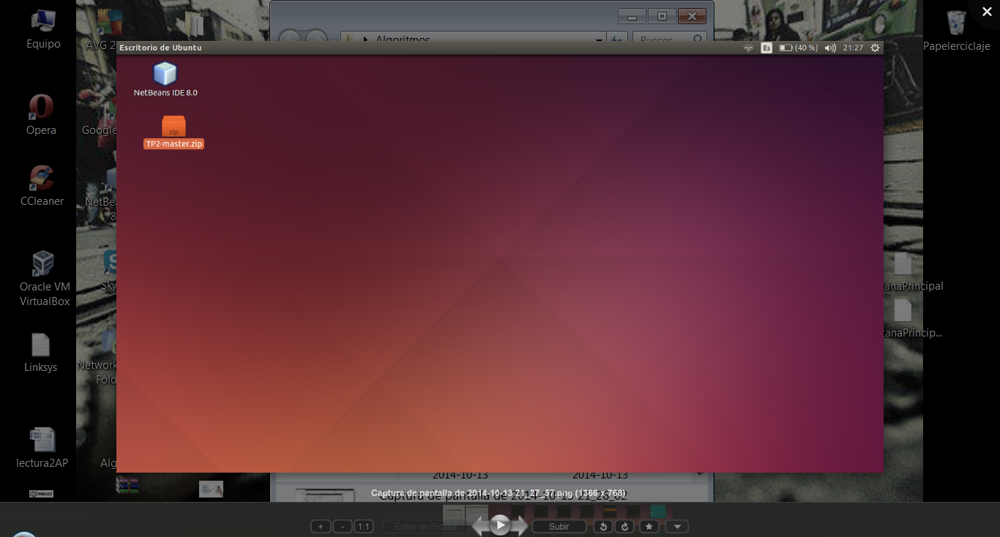 Equipo
AVG 2
Algoritmos
Buscar
Papelerciclaje
Escritorio de Ubuntu
Es
(40 %)
21:27
NetBeans IDE 8.0
zip
TP2-master.zip
Opera
Google
CCleaner
NetBe
8
Oracle VM
VirtualBox
Sky
tanaPrincipal
tanaPrincip...
Linksys
Network
Fold
lectura2AP
Alg
2014-10-13
2014-10-13
Captura de pantalla de 2014-10-13 21_27_57.png (1366 x 768)
Captura de pantalla de 2014-10-13 21_26_02
+
-
1:1
Editar en Picasa
Subir